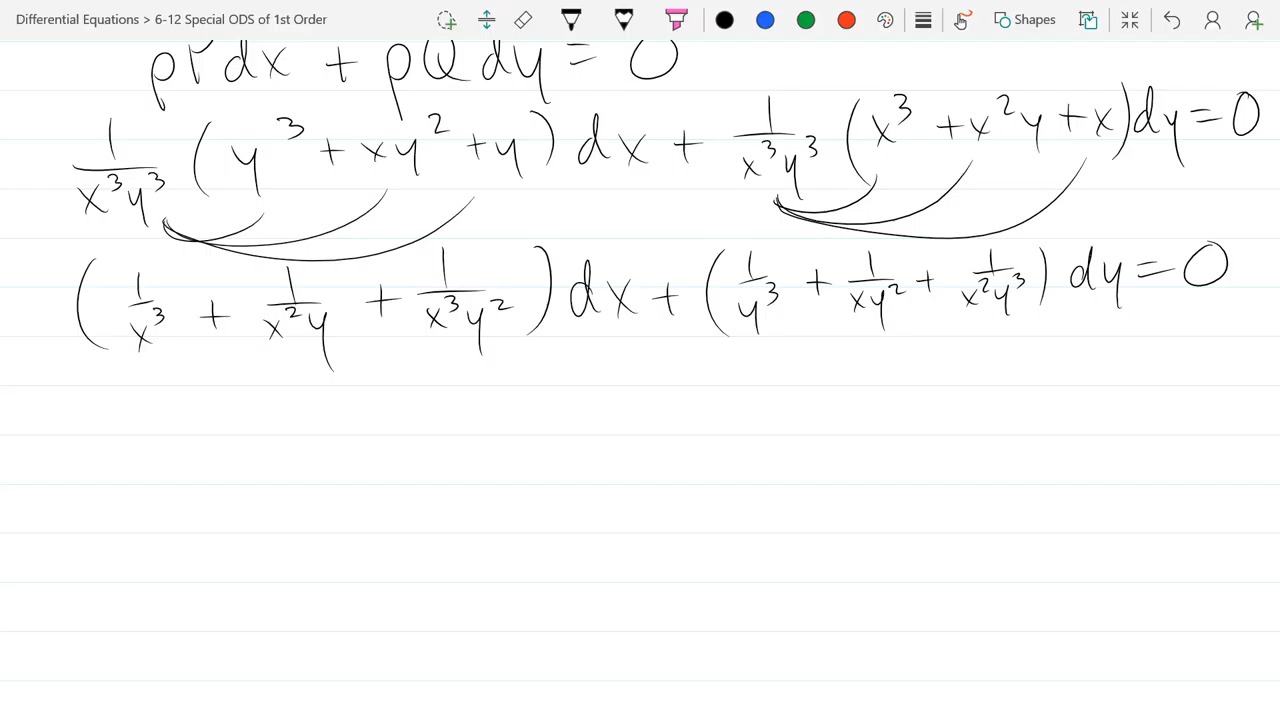 Differential Equations > 6-12 Special ODS of 1st Order Shapes
ρP dx + ρQ dy = 0
1/(x³y³) (y³ + xy² + y) dx + 1/(x³y³) (x³ + x²y + x) dy = 0
(1/x³ + 1/(x²y) + 1/(x³y²)) dx + (1/y³ + 1/(xy²) + 1/(x²y³)) dy = 0